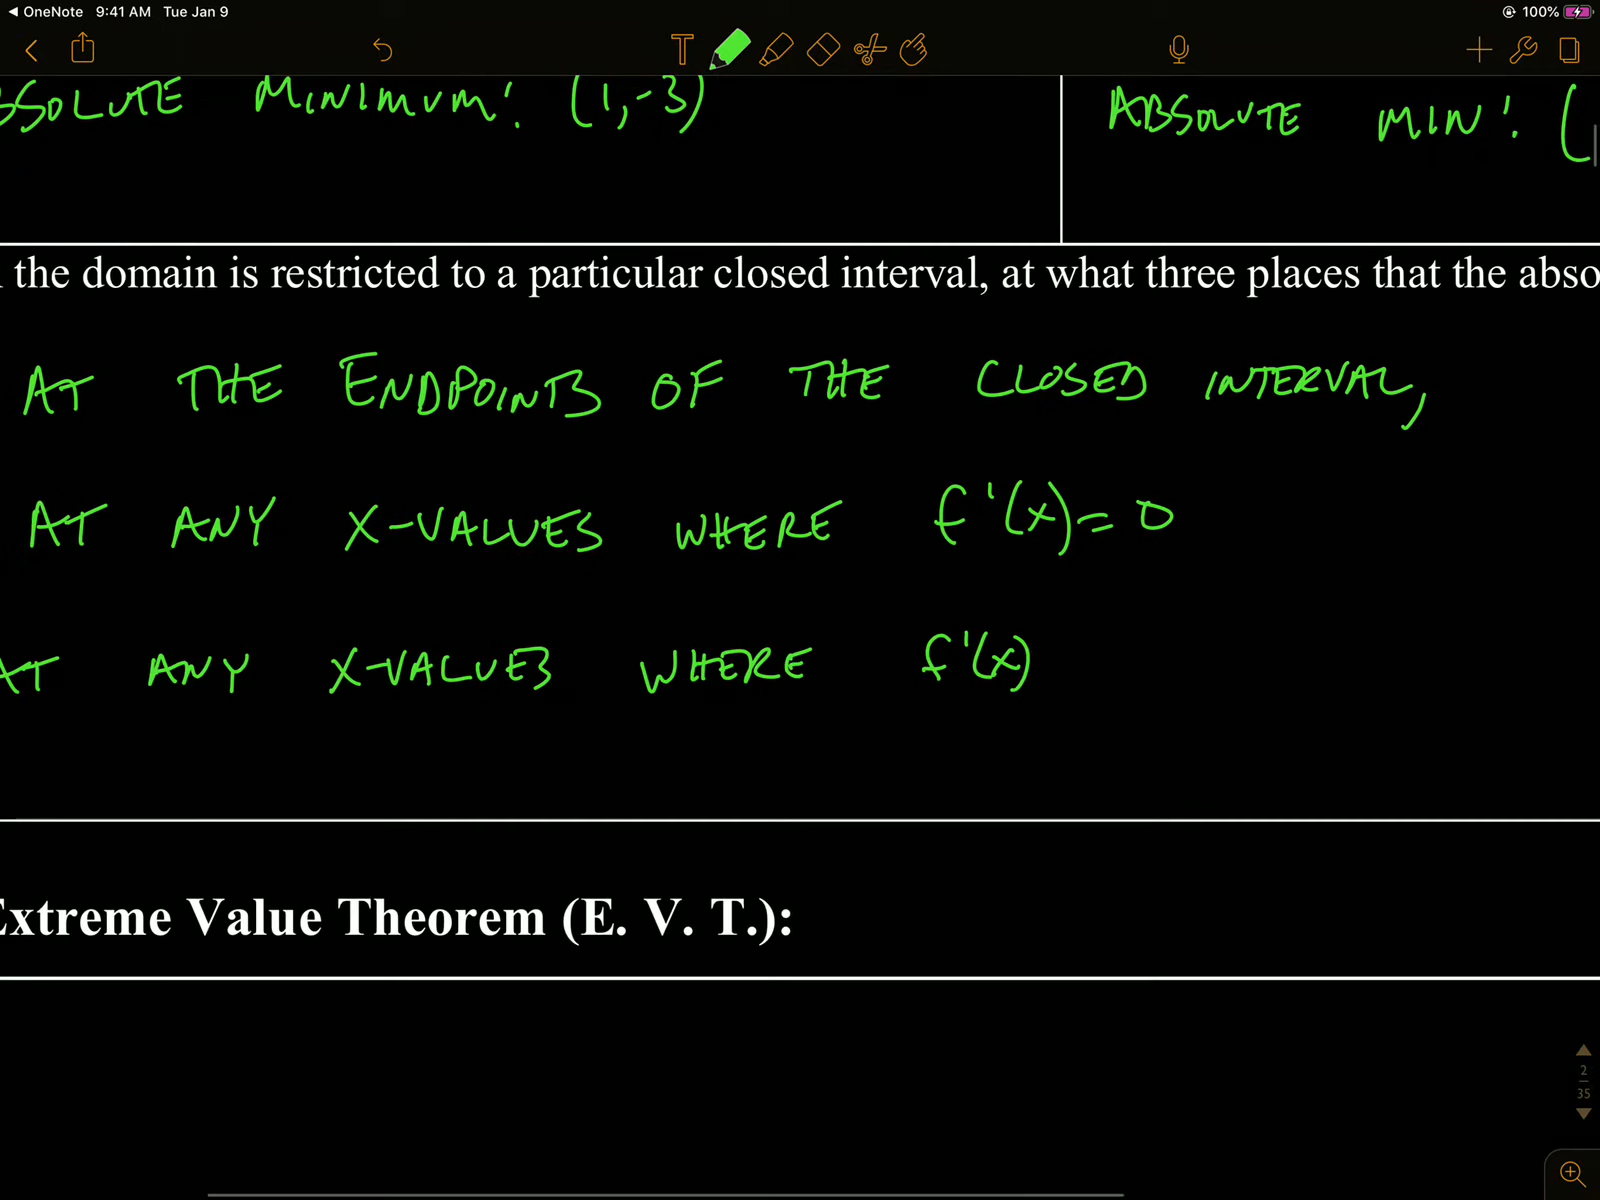 OneNote 9:41 AM Tue Jan 9 100%
T
BSOLUTE MINIMUM: (1,-3)
ABSOLUTE MIN: (
the domain is restricted to a particular closed interval, at what three places that the abso
AT THE ENDPOINTS OF THE CLOSED INTERVAL,
AT ANY X-VALUES WHERE f'(x)=0
AT ANY X-VALUES WHERE f'(x)
Extreme Value Theorem (E. V. T.):
2
35